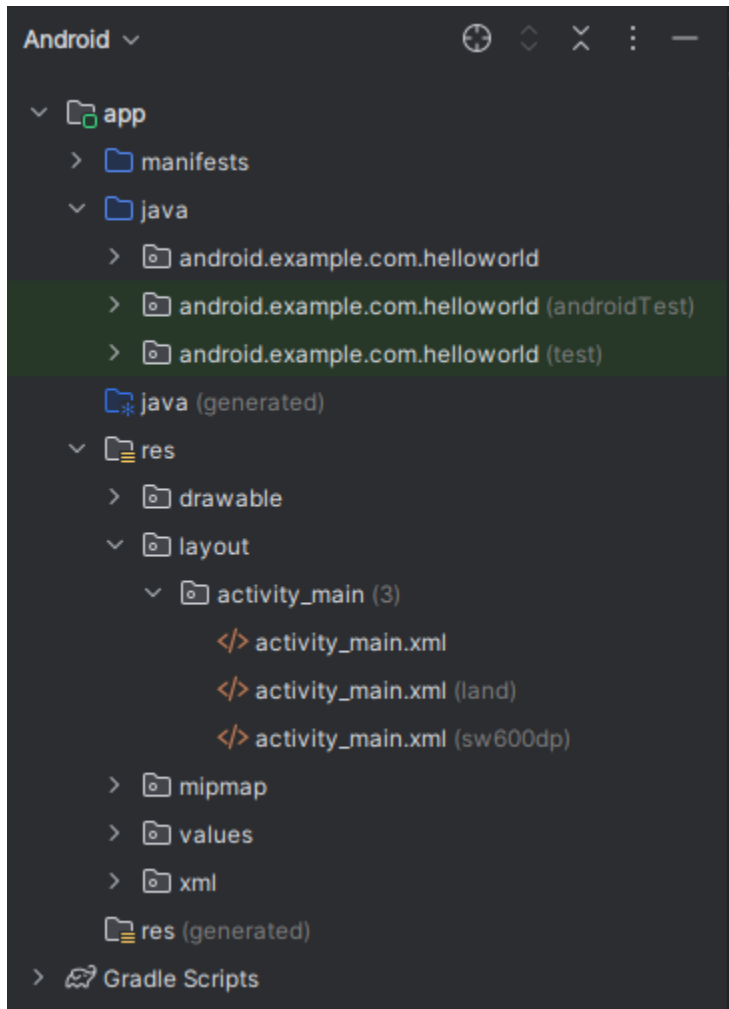 Android
app
manifests
java
android.example.com.helloworld
android.example.com.helloworld (androidTest)
android.example.com.helloworld (test)
java (generated)
res
drawable
layout
activity_main (3)
</> activity_main.xml
</> activity_main.xml (land)
</> activity_main.xml (sw600dp)
mipmap
values
xml
res (generated)
Gradle Scripts